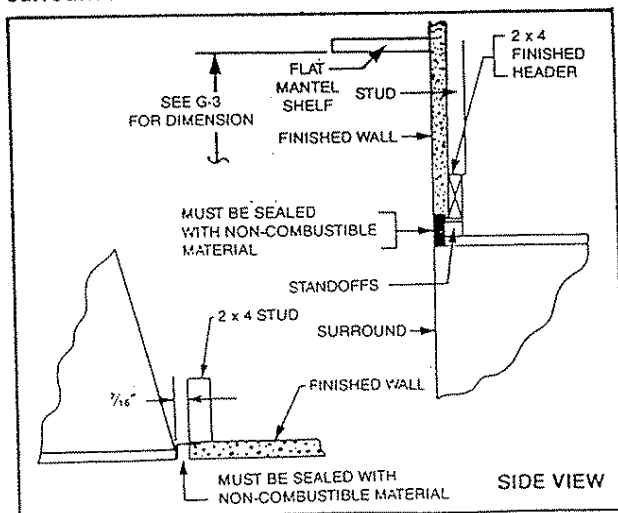 2 x 4
FINISHED
HEADER
FLAT
MANTEL
SHELF
STUD
SEE G-3
FOR DIMENSION
FINISHED WALL
MUST BE SEALED
WITH NON-COMBUSTIBLE
MATERIAL
STANDOFFS
2 x 4 STUD
SURROUND
FINISHED WALL
MUST BE SEALED WITH
NON-COMBUSTIBLE MATERIAL
SIDE VIEW